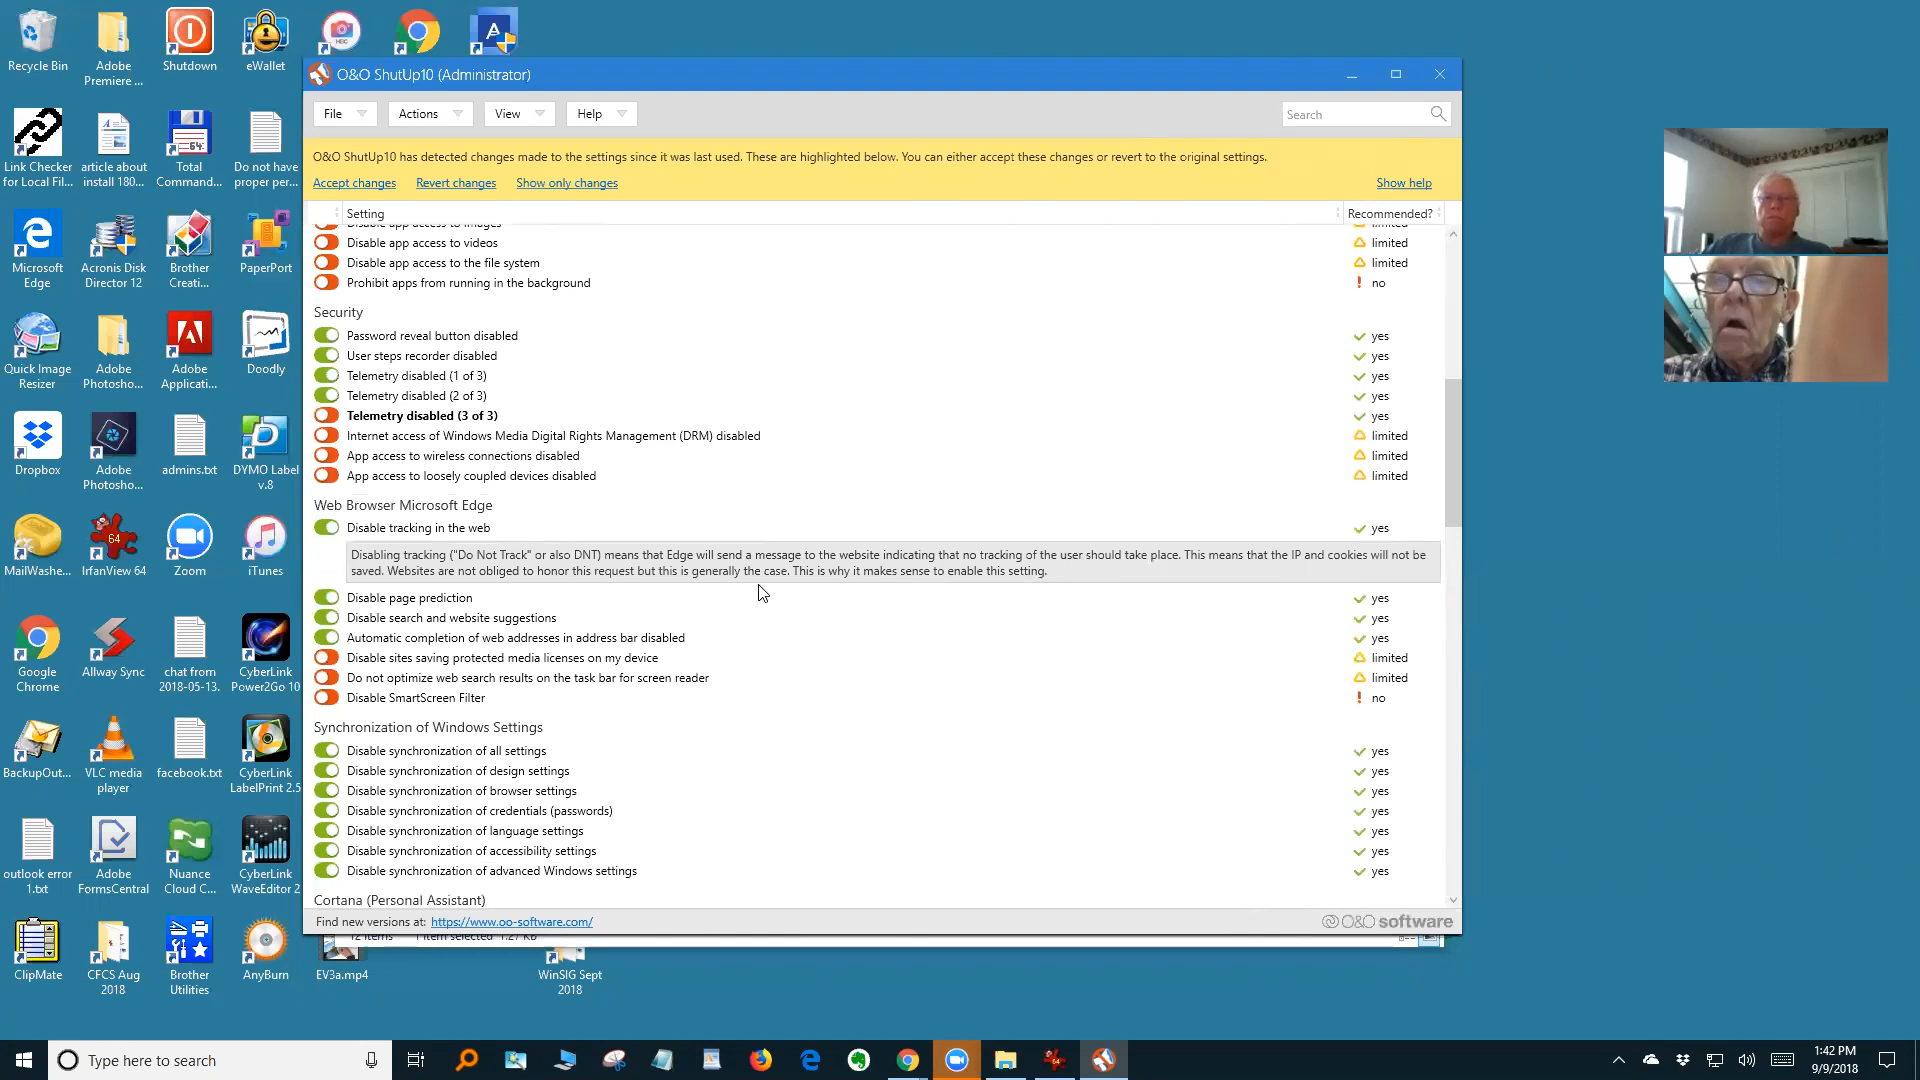 Recycle Bin
Adobe
Premiere ...
Shutdown
eWallet
Link Checker
for Local Fil...
article about
install 180...
Total
Comman...
Do not have
proper per...
Microsoft
Edge
Acronis Disk
Director 12
Brother
Creati...
PaperPort
Quick Image
Resizer
Adobe
Photosho...
Adobe
Applicati...
Doodly
Dropbox
Adobe
Photosho...
admins.txt
DYMO Label
v.8
MailWashe...
IrfanView 64
Zoom
iTunes
Google
Chrome
Allway Sync
chat from
2018-05-13.
CyberLink
Power2Go 10
BackupOut...
VLC media
player
facebook.txt
CyberLink
LabelPrint 2.5
outlook error
1.txt
Adobe
FormsCentral
Nuance
Cloud C...
CyberLink
WaveEditor 2
ClipMate
CFCS Aug
2018
Brother
Utilities
AnyBurn
EV3a.mp4
WinSIG Sept
2018
O&O ShutUp10 (Administrator)
File
Actions
View
Help
Search
O&O ShutUp10 has detected changes made to the settings since it was last used. These are highlighted below. You can either accept these changes or revert to the original settings.
Accept changes
Revert changes
Show only changes
Show help
Setting
Recommended?
Disable app access to images limited
Disable app access to videos limited
Disable app access to the file system limited
Prohibit apps from running in the background no
Security
Password reveal button disabled yes
User steps recorder disabled yes
Telemetry disabled (1 of 3) yes
Telemetry disabled (2 of 3) yes
Telemetry disabled (3 of 3) yes
Internet access of Windows Media Digital Rights Management (DRM) disabled limited
App access to wireless connections disabled limited
App access to loosely coupled devices disabled limited
Web Browser Microsoft Edge
Disable tracking in the web yes
Disabling tracking ("Do Not Track" or also DNT) means that Edge will send a message to the website indicating that no tracking of the user should take place. This means that the IP and cookies will not be
saved. Websites are not obliged to honor this request but this is generally the case. This is why it makes sense to enable this setting.
Disable page prediction yes
Disable search and website suggestions yes
Automatic completion of web addresses in address bar disabled yes
Disable sites saving protected media licenses on my device limited
Do not optimize web search results on the task bar for screen reader limited
Disable SmartScreen Filter no
Synchronization of Windows Settings
Disable synchronization of all settings yes
Disable synchronization of design settings yes
Disable synchronization of browser settings yes
Disable synchronization of credentials (passwords) yes
Disable synchronization of language settings yes
Disable synchronization of accessibility settings yes
Disable synchronization of advanced Windows settings yes
Cortana (Personal Assistant)
Find new versions at: https://www.oo-software.com/
O&O software
12 items 1 item selected 1.27 KB
Type here to search
1:42 PM
9/9/2018